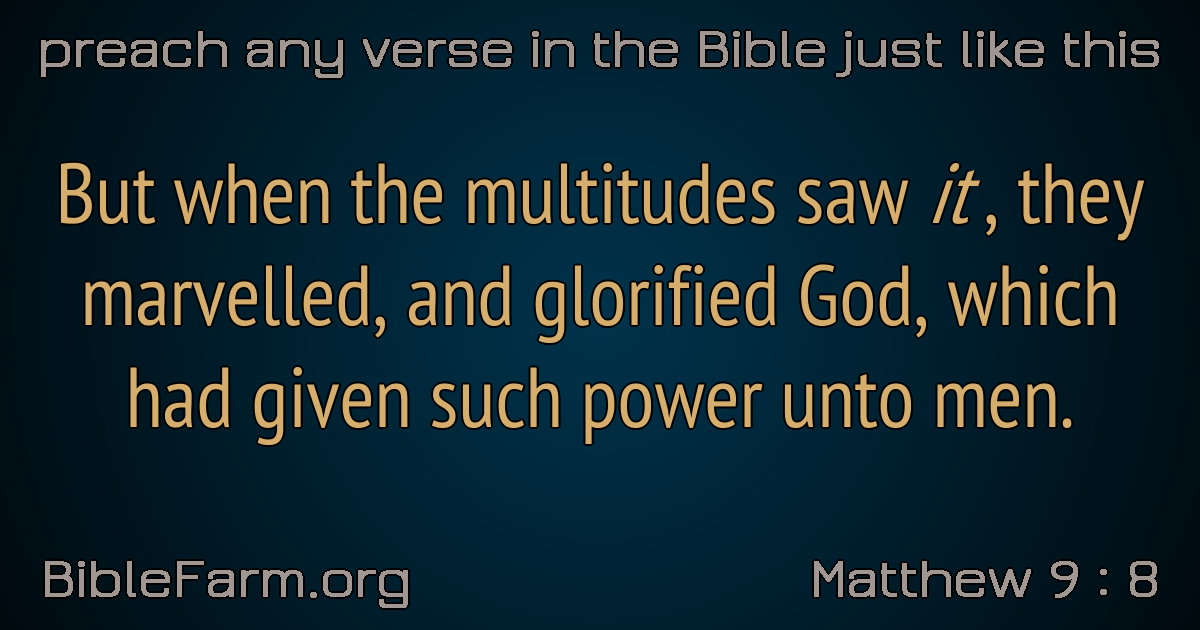 preach any verse in the Bible just like this
But when the multitudes saw it, they
marvelled, and glorified God, which
had given such power unto men.
BibleFarm.org
Matthew 9 : 8